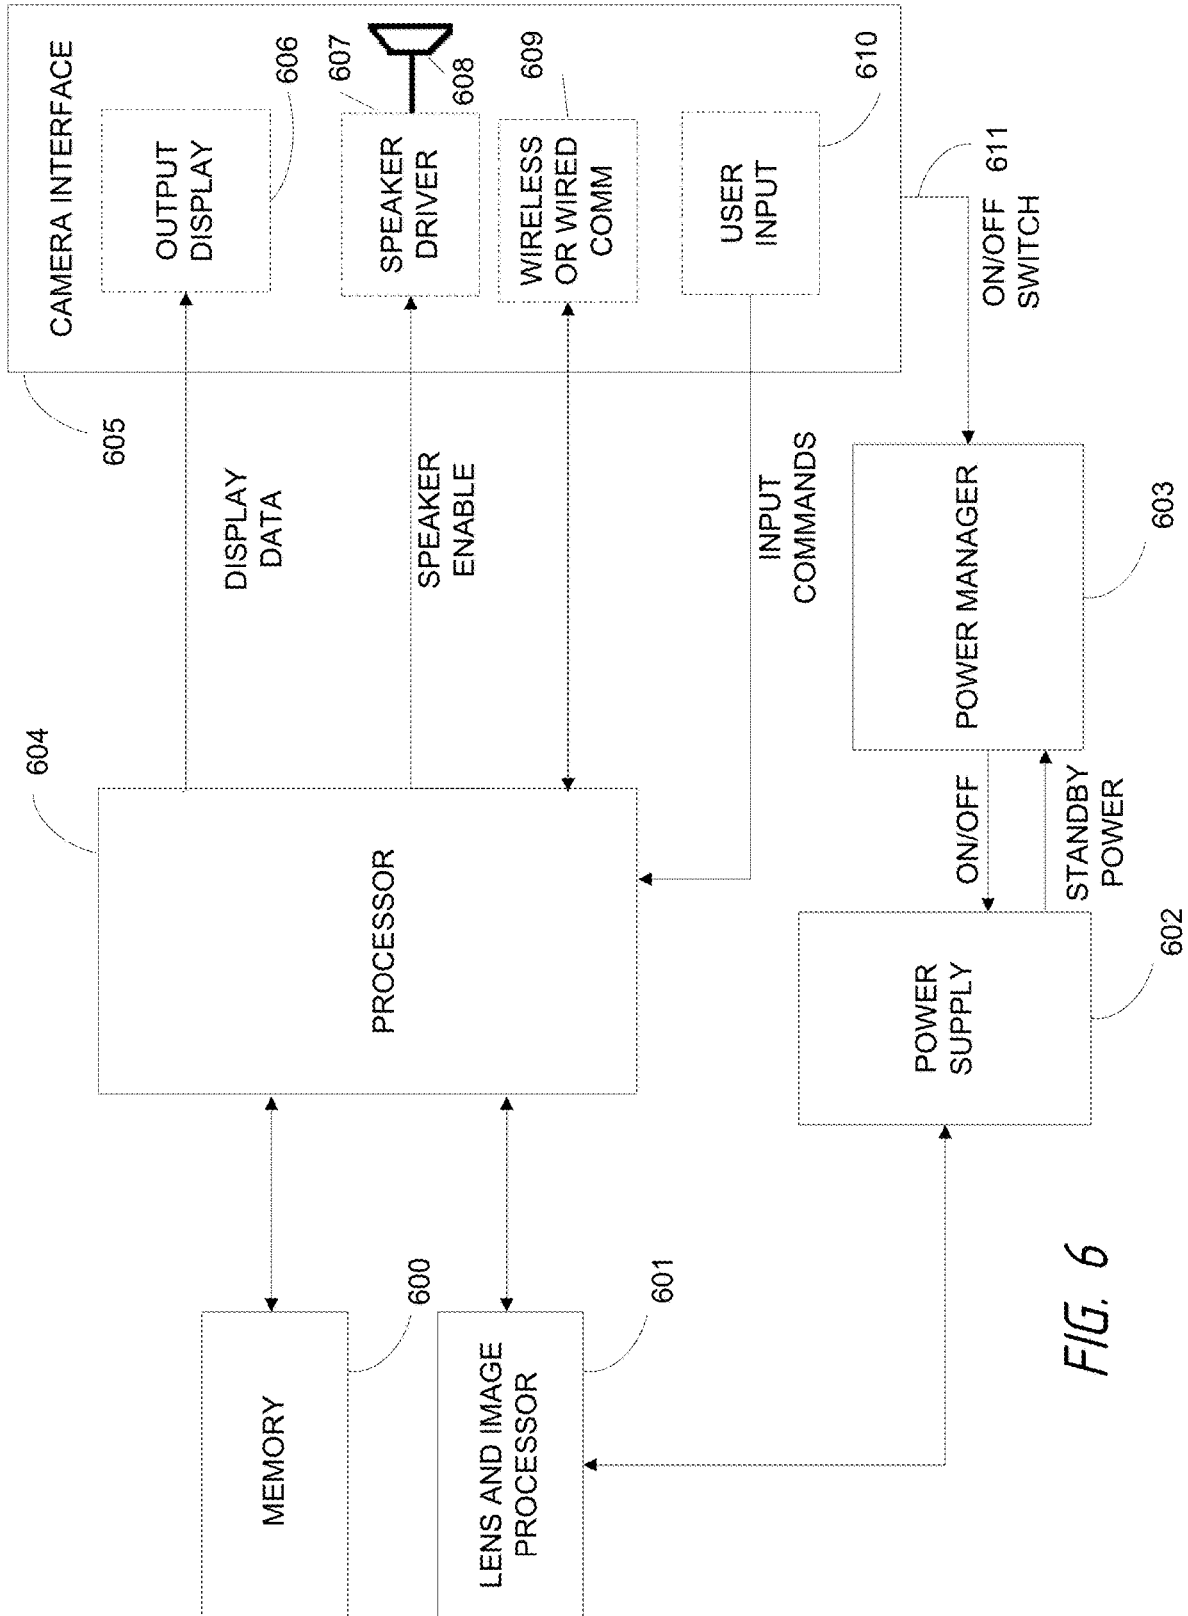 CAMERA INTERFACE
605
OUTPUT
DISPLAY
606
SPEAKER
DRIVER
607
608
WIRELESS
OR WIRED
COMM
609
USER
INPUT
610
DISPLAY
DATA
SPEAKER
ENABLE
INPUT
COMMANDS
ON/OFF
SWITCH
611
604
PROCESSOR
POWER MANAGER
603
ON/OFF
STANDBY
POWER
POWER
SUPPLY
602
MEMORY
600
LENS AND IMAGE
PROCESSOR
601
FIG. 6